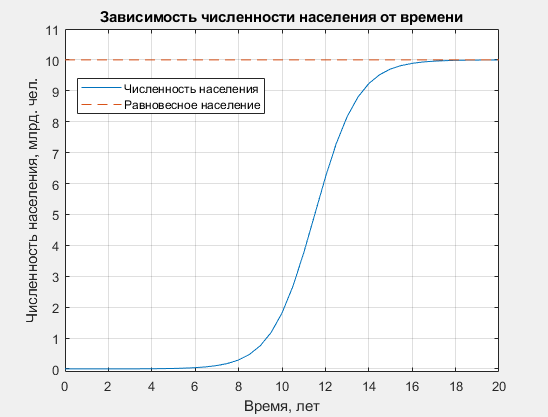 Зависимость численности населения от времени
Численность населения, млрд. чел.
11
10
9
8
7
6
5
4
3
2
1
0
Численность населения
Равновесное население
0 2 4 6 8 10 12 14 16 18 20
Время, лет